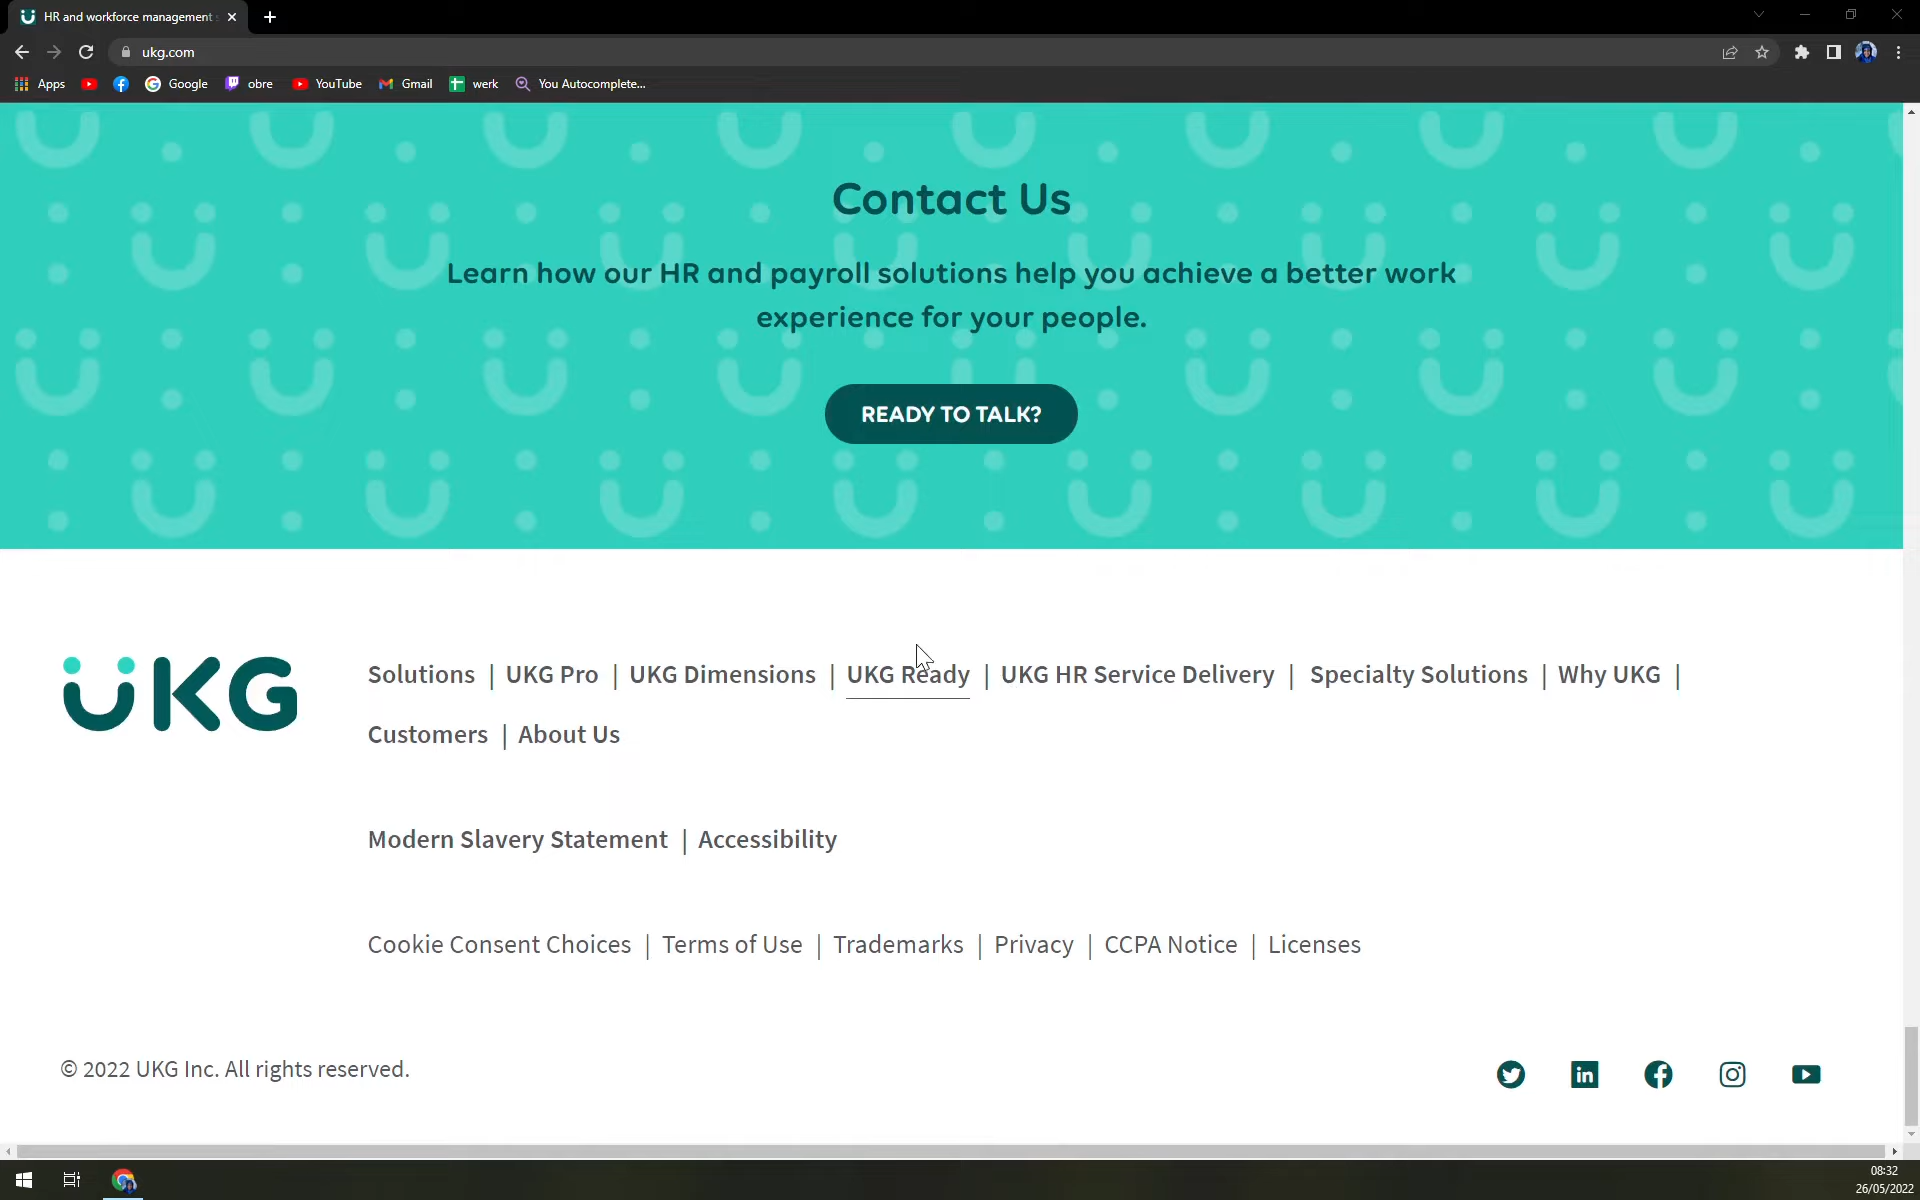 HR and workforce management s
ukg.com
Apps
Google
obre
YouTube
Gmail
werk
You Autocomplete...
Contact Us
Learn how our HR and payroll solutions help you achieve a better work
experience for your people.
READY TO TALK?
UKG
Solutions | UKG Pro | UKG Dimensions | UKG Ready | UKG HR Service Delivery | Specialty Solutions | Why UKG |
Customers | About Us
Modern Slavery Statement | Accessibility
Cookie Consent Choices | Terms of Use | Trademarks | Privacy | CCPA Notice | Licenses
© 2022 UKG Inc. All rights reserved.
in
08:32
26/05/2022